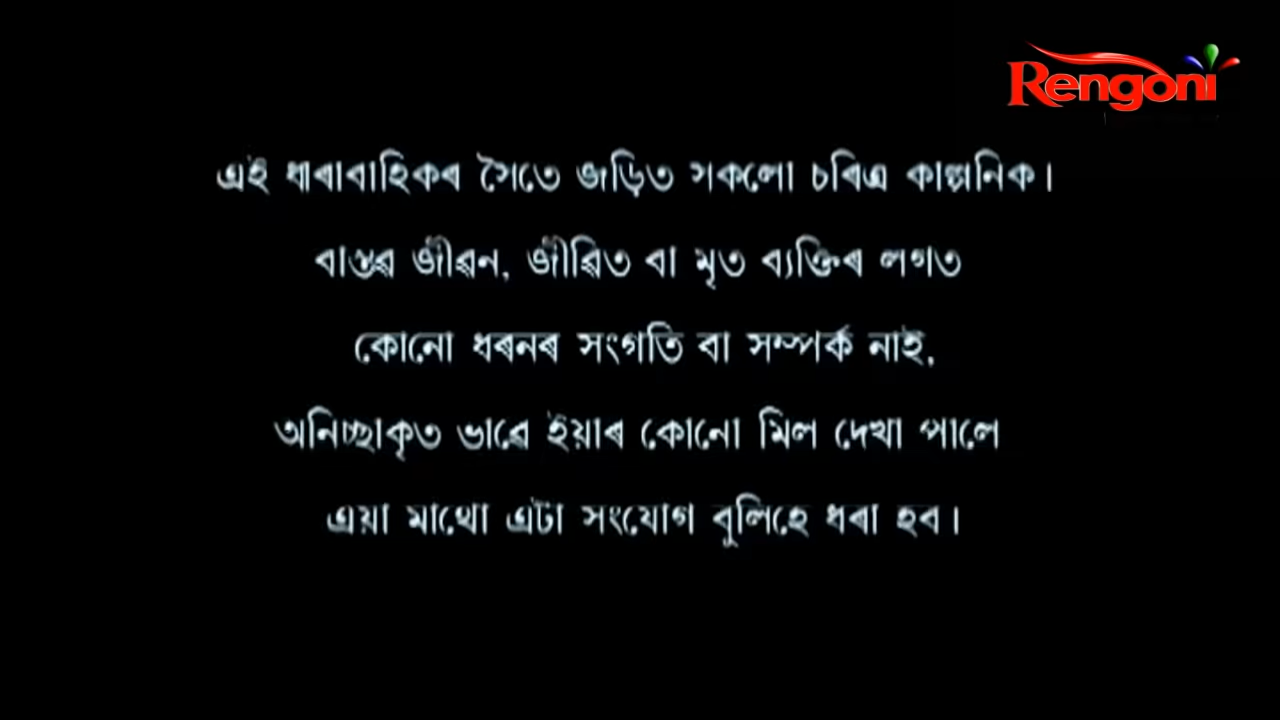 Rengoni
এই ধাৰাবাহিকৰ সৈতে জড়িত সকলো চৰিত্ৰ কাল্পনিক।
বাস্তৱ জীৱন, জীৱিত বা মৃত ব্যক্তিৰ লগত
কোনো ধৰনৰ সংগতি বা সম্পৰ্ক নাই,
অনিচ্ছাকৃত ভাৱে ইয়াৰ কোনো মিল দেখা পালে
এয়া মাথো এটা সংযোগ বুলিহে ধৰা হব।